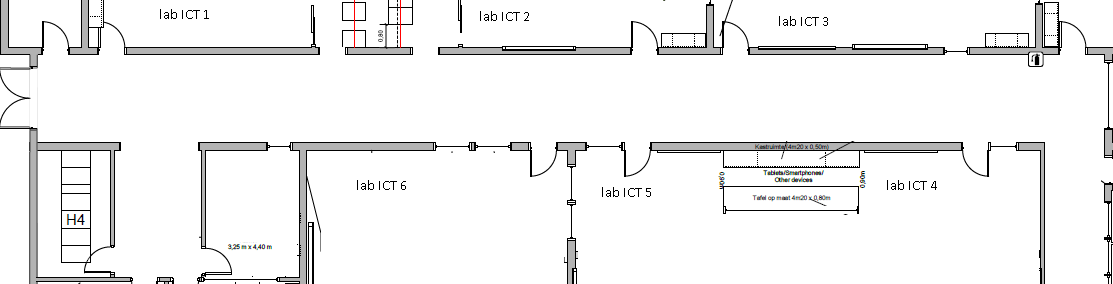 lab ICT 1
lab ICT 2
lab ICT 3
0,80
Kastruimte (4m20 x 0,50m)
Tablets/Smartphones/
Other devices
0,90m
0,90m
Tafel op maat 4m20 x 0,80m
lab ICT 6
lab ICT 5
lab ICT 4
H4
3,25 m x 4,40 m